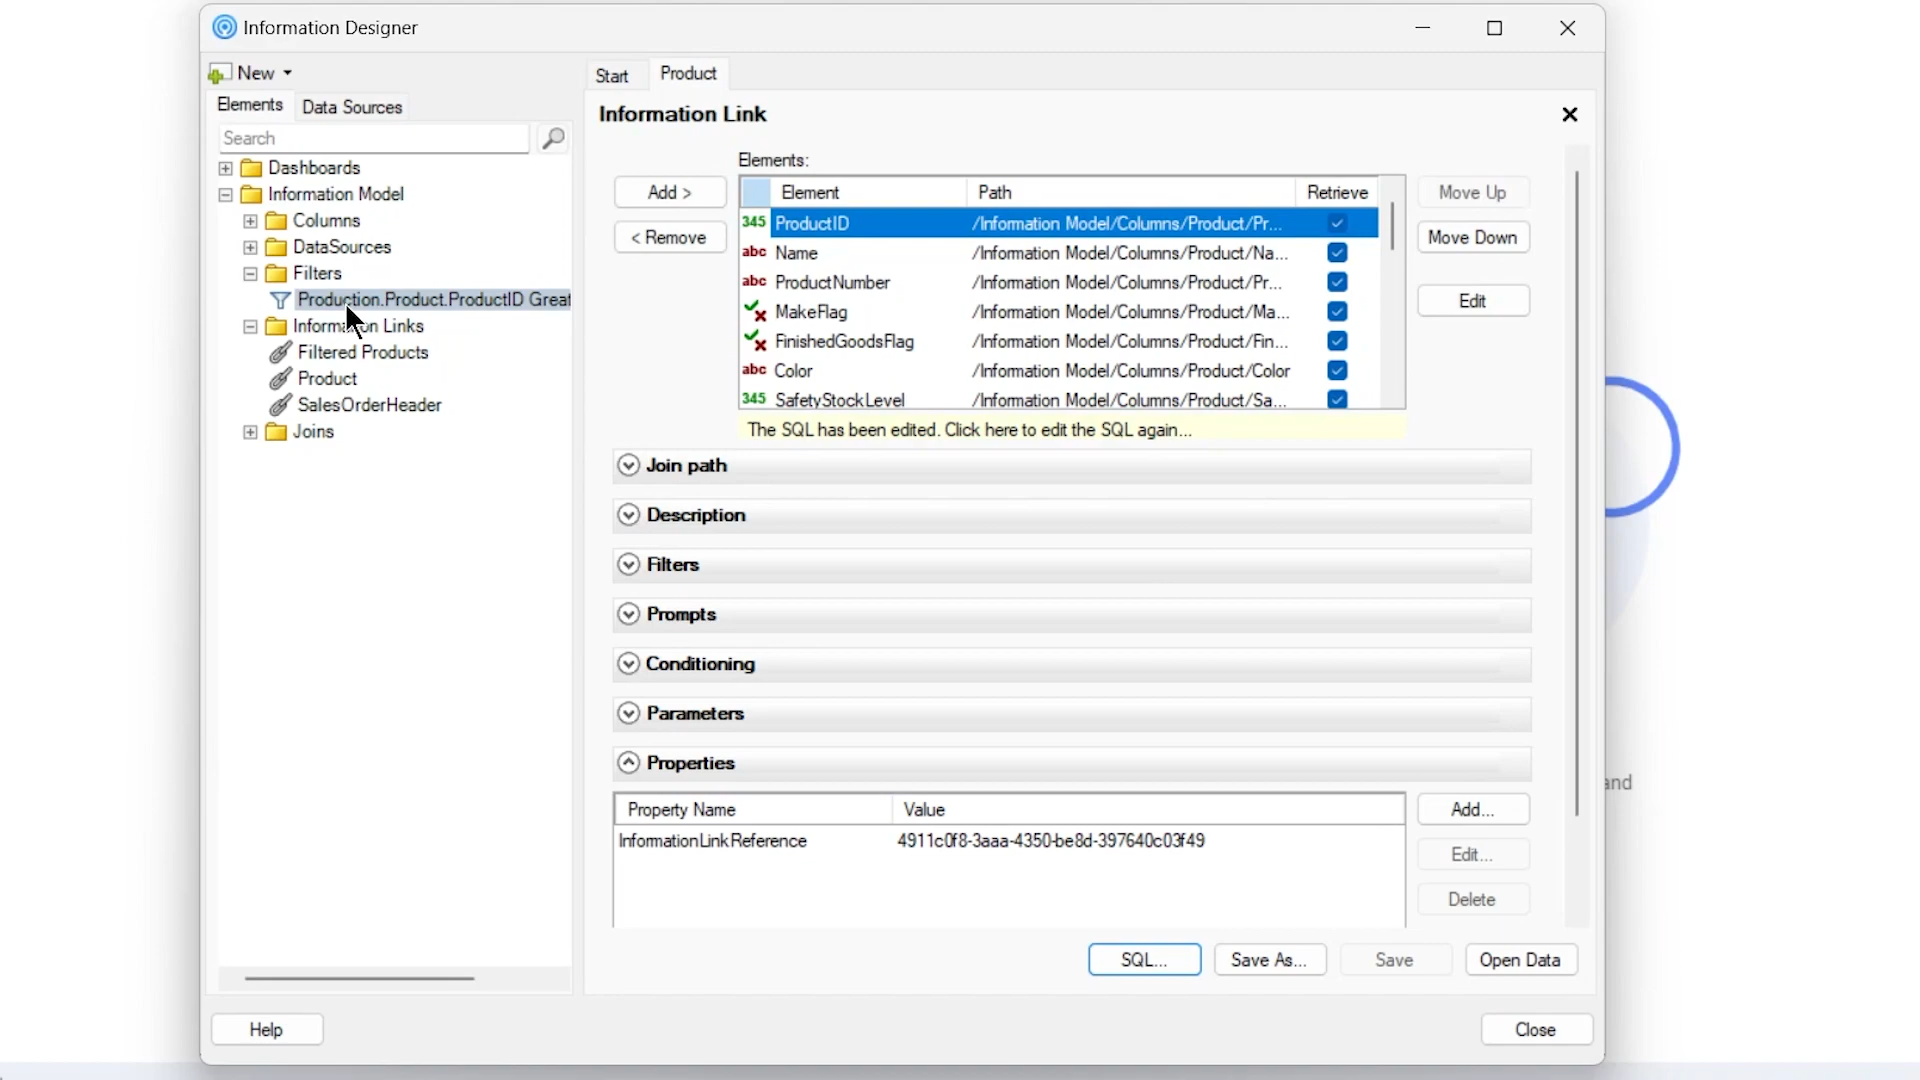 Information Designer
New
Elements
Data Sources
Search
Dashboards
Information Model
Columns
DataSources
Filters
Production.Product.ProductID Great
Information Links
Filtered Products
Product
SalesOrderHeader
Joins
Help
Start
Product
Information Link
Elements:
Add >
< Remove
Element Path Retrieve
345 ProductID /Information Model/Columns/Product/Pr...
abc Name /Information Model/Columns/Product/Na...
abc ProductNumber /Information Model/Columns/Product/Pr...
MakeFlag /Information Model/Columns/Product/Ma...
FinishedGoodsFlag /Information Model/Columns/Product/Fin...
abc Color /Information Model/Columns/Product/Color
345 SafetyStockLevel /Information Model/Columns/Product/Sa...
Move Up
Move Down
Edit
The SQL has been edited. Click here to edit the SQL again...
Join path
Description
Filters
Prompts
Conditioning
Parameters
Properties
Property Name Value
InformationLinkReference 4911c0f8-3aaa-4350-be8d-397640c03f49
Add...
Edit...
Delete
SQL...
Save As...
Save
Open Data
Close
and